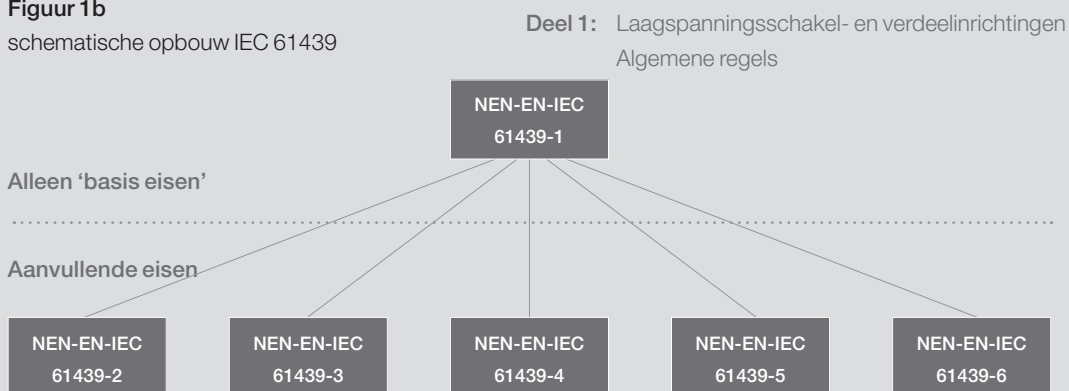 Figuur 1b
schematische opbouw IEC 61439
Deel 1: Laagspanningsschakel- en verdeelinrichtingen
Algemene regels
NEN-EN-IEC
61439-1
Alleen ‘basis eisen’
Aanvullende eisen
NEN-EN-IEC
61439-2
NEN-EN-IEC
61439-3
NEN-EN-IEC
61439-4
NEN-EN-IEC
61439-5
NEN-EN-IEC
61439-6